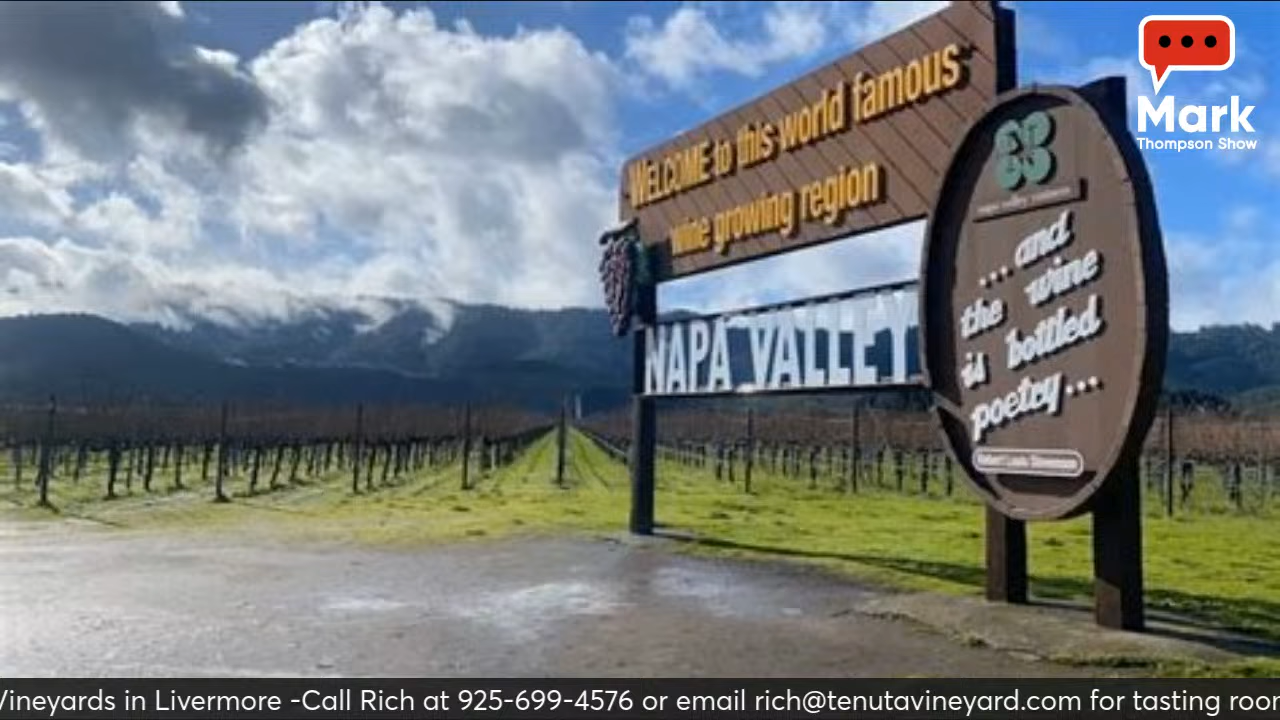 Mark
Thompson Show
WELCOME to this world famous
wine growing region
NAPA VALLEY
... and
the wine
is bottled
poetry...
Vineyards in Livermore -Call Rich at 925-699-4576 or email rich@tenutavineyard.com for tasting room